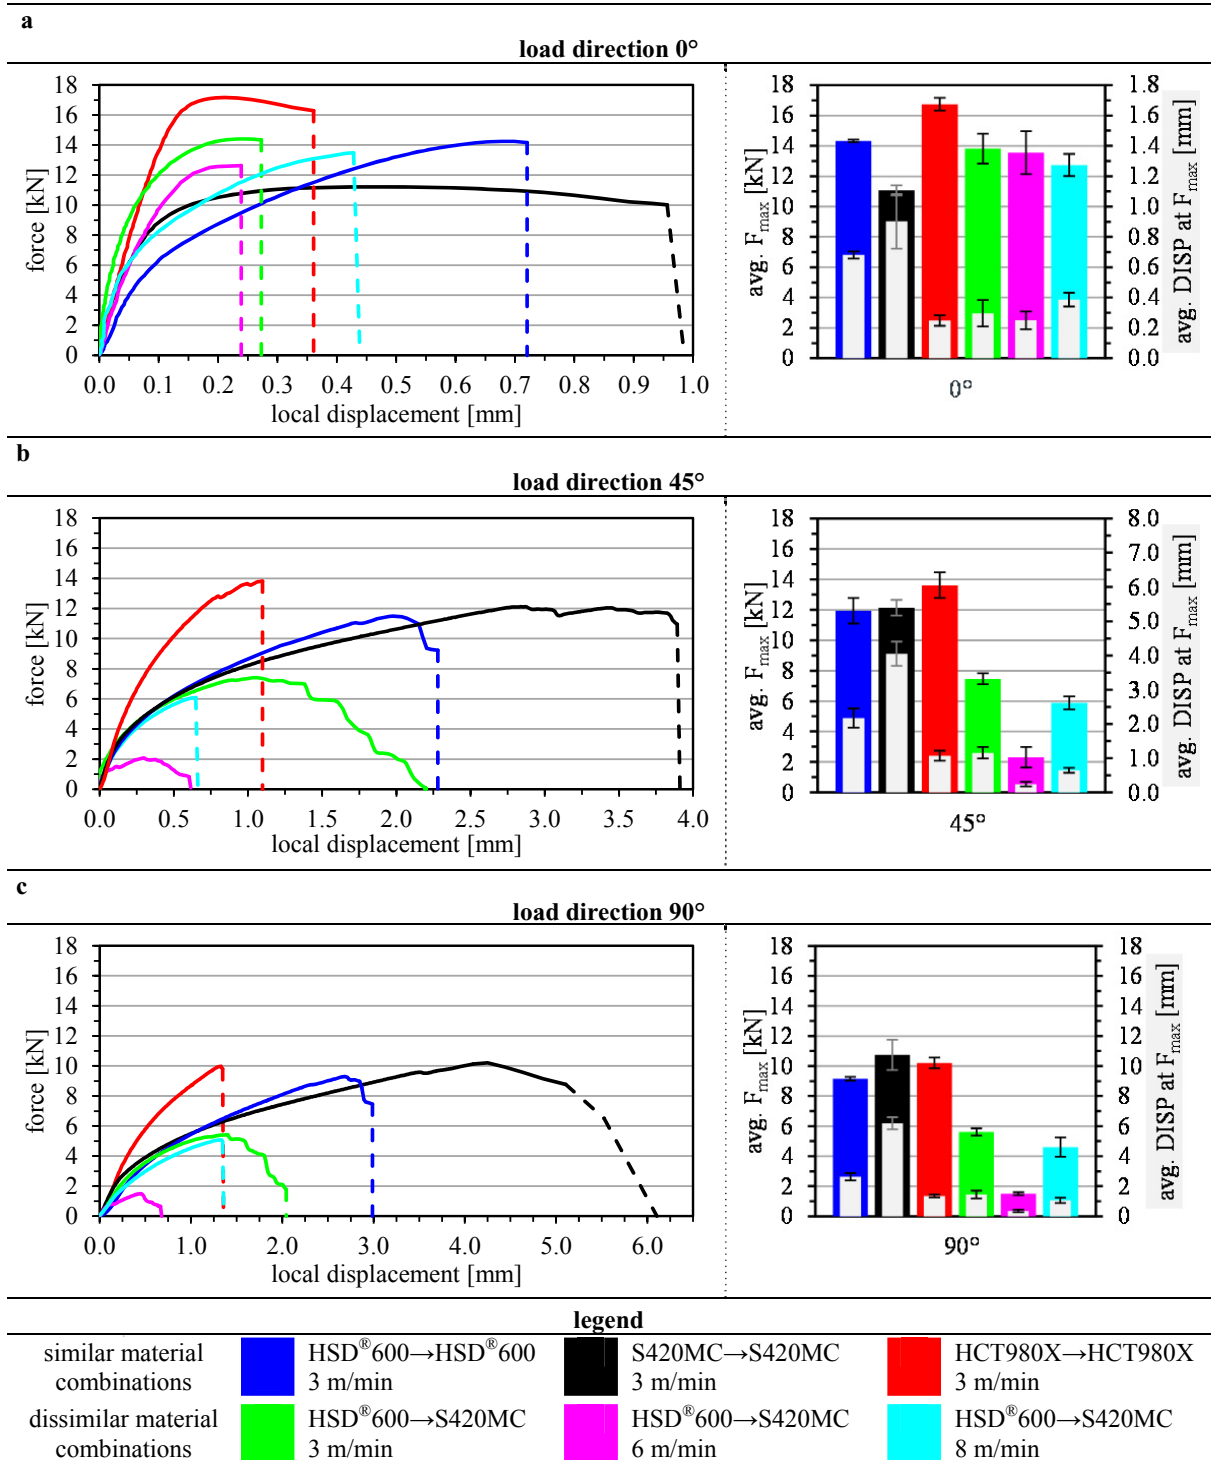 a
load direction 0°
18
16
14
12
10
8
6
4
2
0
force [kN]
0.0 0.1 0.2 0.3 0.4 0.5 0.6 0.7 0.8 0.9 1.0
local displacement [mm]
18
16
14
12
10
8
6
4
2
0
avg. Fmax [kN]
1.8
1.6
1.4
1.2
1.0
0.8
0.6
0.4
0.2
0.0
avg. DISP at Fmax [mm]
0°
b
load direction 45°
18
16
14
12
10
8
6
4
2
0
force [kN]
0.0 0.5 1.0 1.5 2.0 2.5 3.0 3.5 4.0
local displacement [mm]
18
16
14
12
10
8
6
4
2
0
avg. Fmax [kN]
8.0
7.0
6.0
5.0
4.0
3.0
2.0
1.0
0.0
avg. DISP at Fmax [mm]
45°
c
load direction 90°
18
16
14
12
10
8
6
4
2
0
force [kN]
0.0 1.0 2.0 3.0 4.0 5.0 6.0
local displacement [mm]
18
16
14
12
10
8
6
4
2
0
avg. Fmax [kN]
18
16
14
12
10
8
6
4
2
0
avg. DISP at Fmax [mm]
90°
legend
similar material
combinations
HSD®600→HSD®600
3 m/min
S420MC→S420MC
3 m/min
HCT980X→HCT980X
3 m/min
dissimilar material
combinations
HSD®600→S420MC
3 m/min
HSD®600→S420MC
6 m/min
HSD®600→S420MC
8 m/min